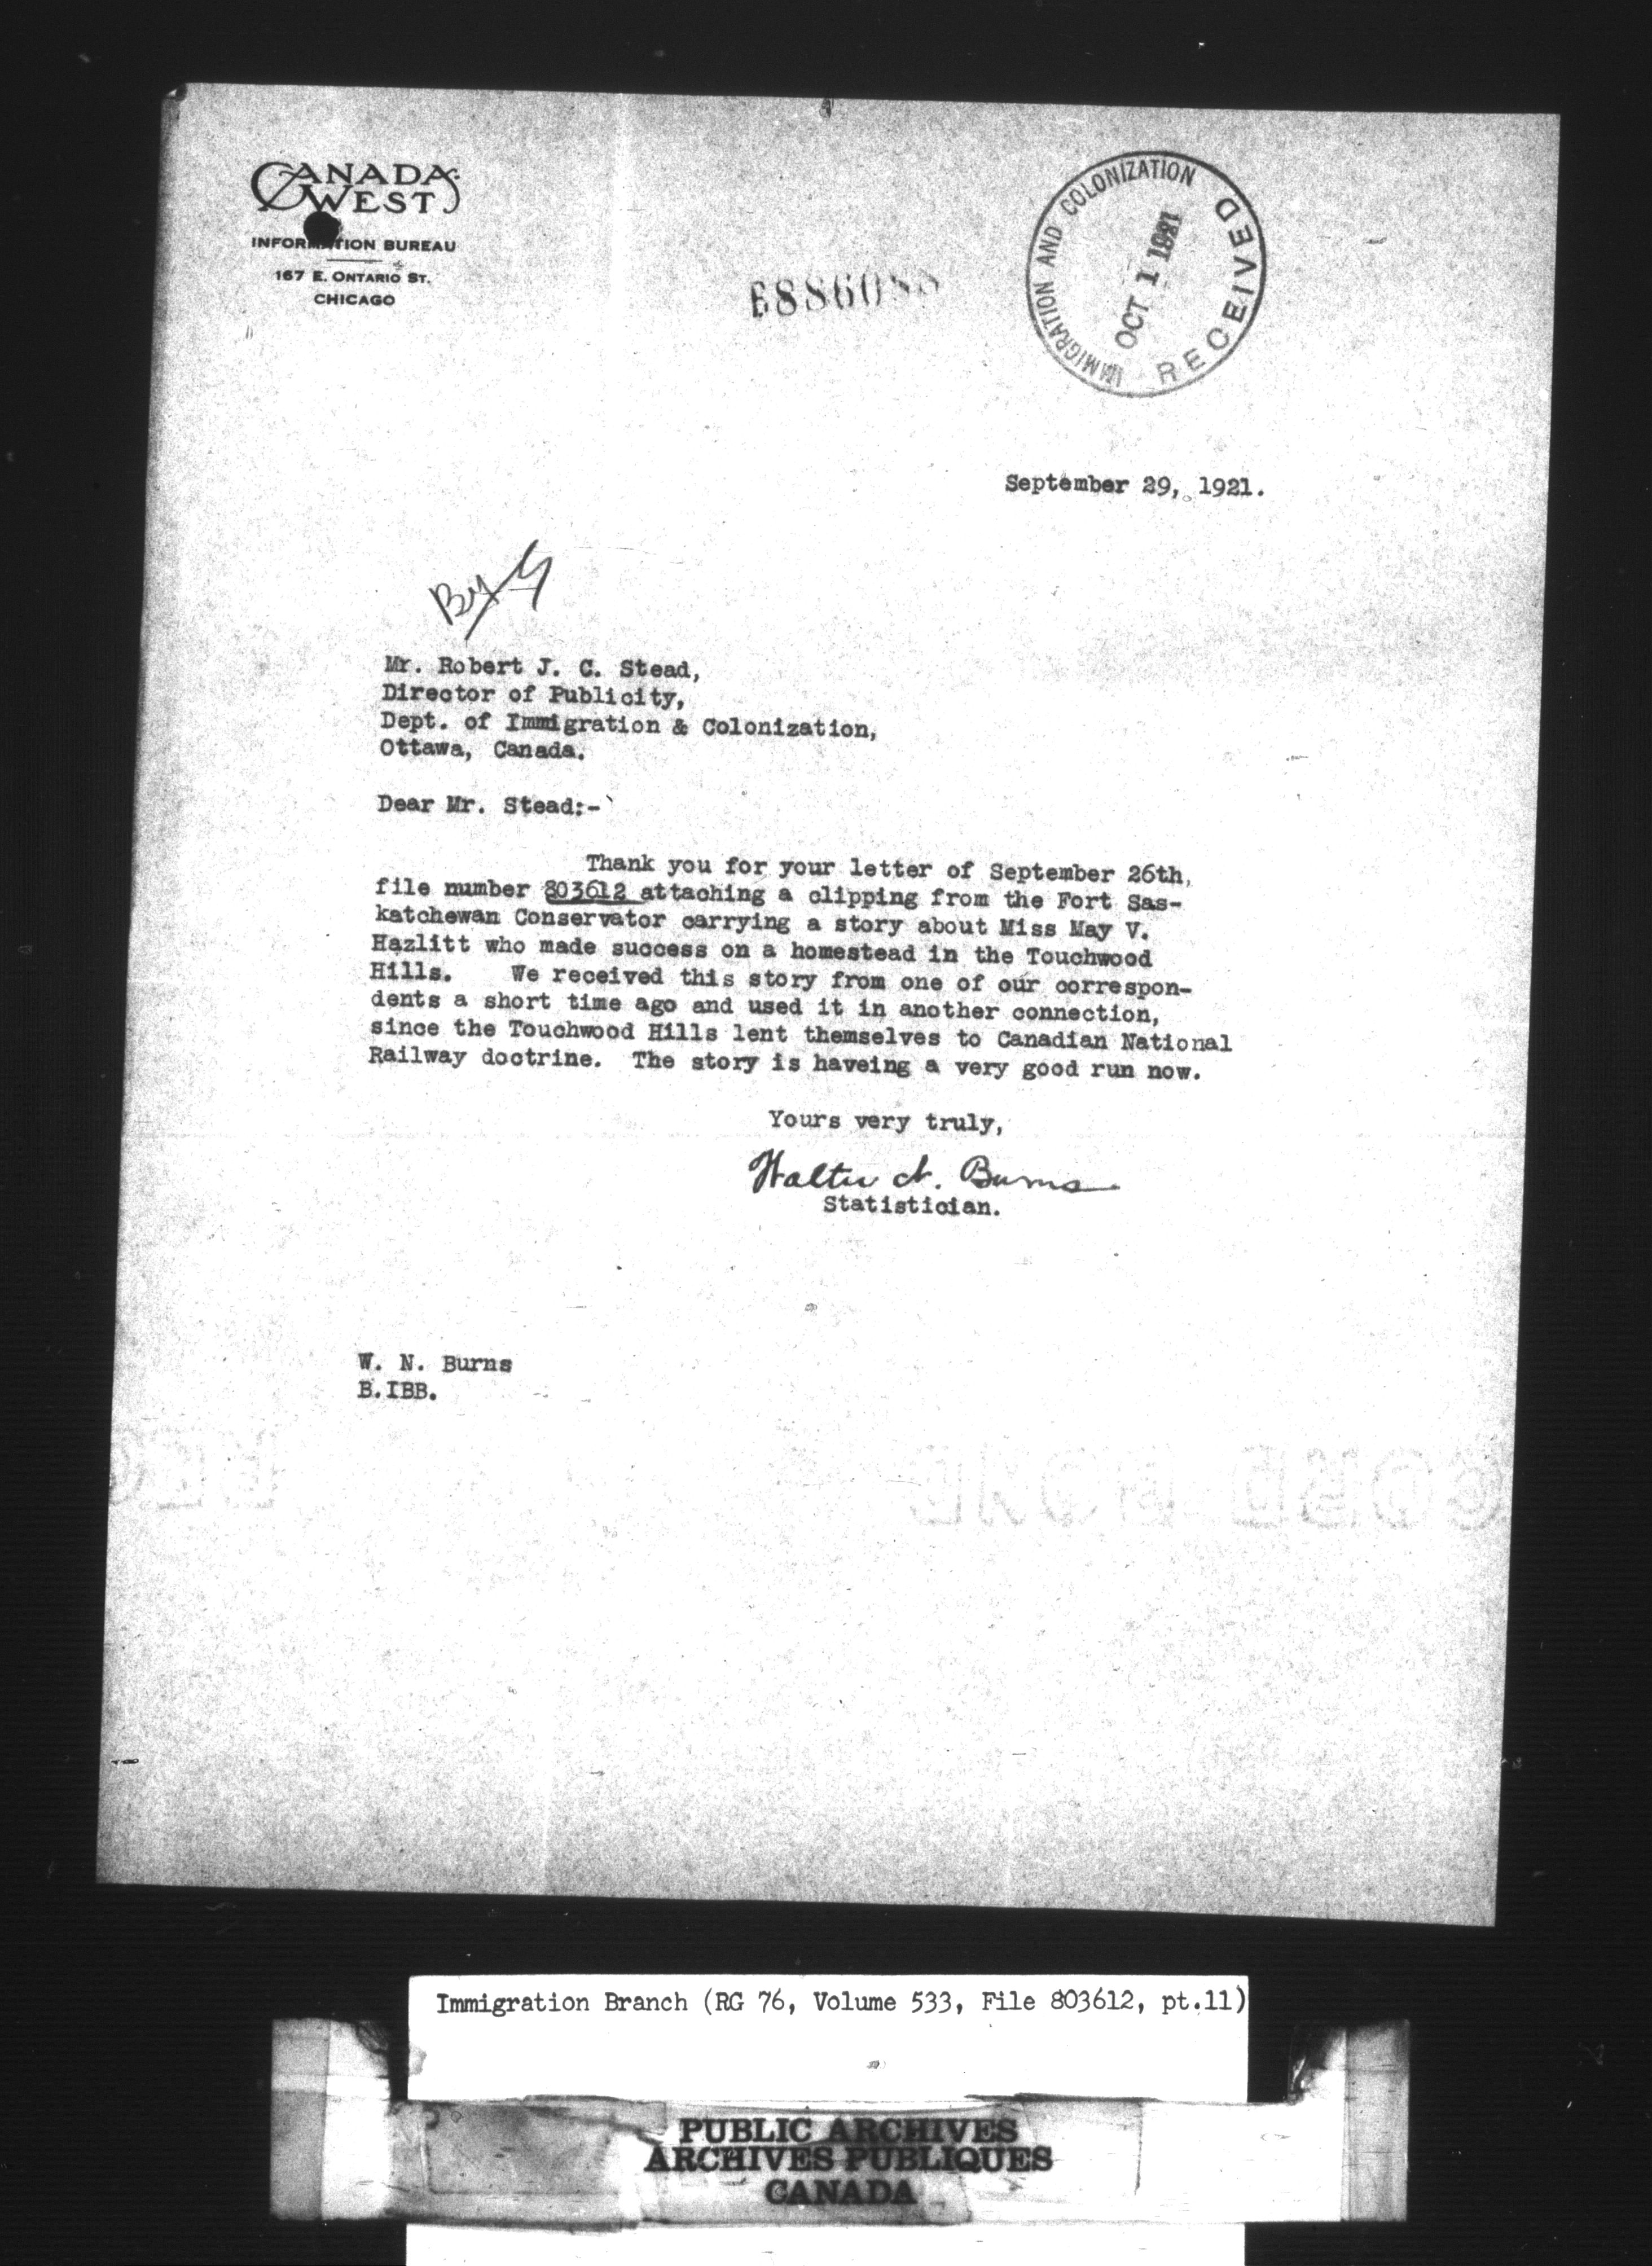 CANADA
WEST
INFORMATION BUREAU
167 E. ONTARIO ST.
CHICAGO
IMMIGRATION AND COLONIZATION
OCT 1 1921
RECEIVED
September 29, 1921.
Mr. Robert J. C. Stead,
Director of Publicity,
Dept. of Immigration & Colonization,
Ottawa, Canada.
Dear Mr. Stead:-
Thank you for your letter of September 26th,
file number 803612 attaching a clipping from the Fort Sas-
katchewan Conservator carrying a story about Miss May V.
Hazlitt who made success on a homestead in the Touchwood
Hills. We received this story from one of our correspon-
dents a short time ago and used it in another connection,
since the Touchwood Hills lent themselves to Canadian National
Railway doctrine. The story is haveing a very good run now.
Yours very truly,
Walter N. Burns
Statistician.
W. N. Burns
B.IBB.
Immigration Branch (RG 76, Volume 533, File 803612, pt.11)
PUBLIC ARCHIVES
ARCHIVES PUBLIQUES
CANADA